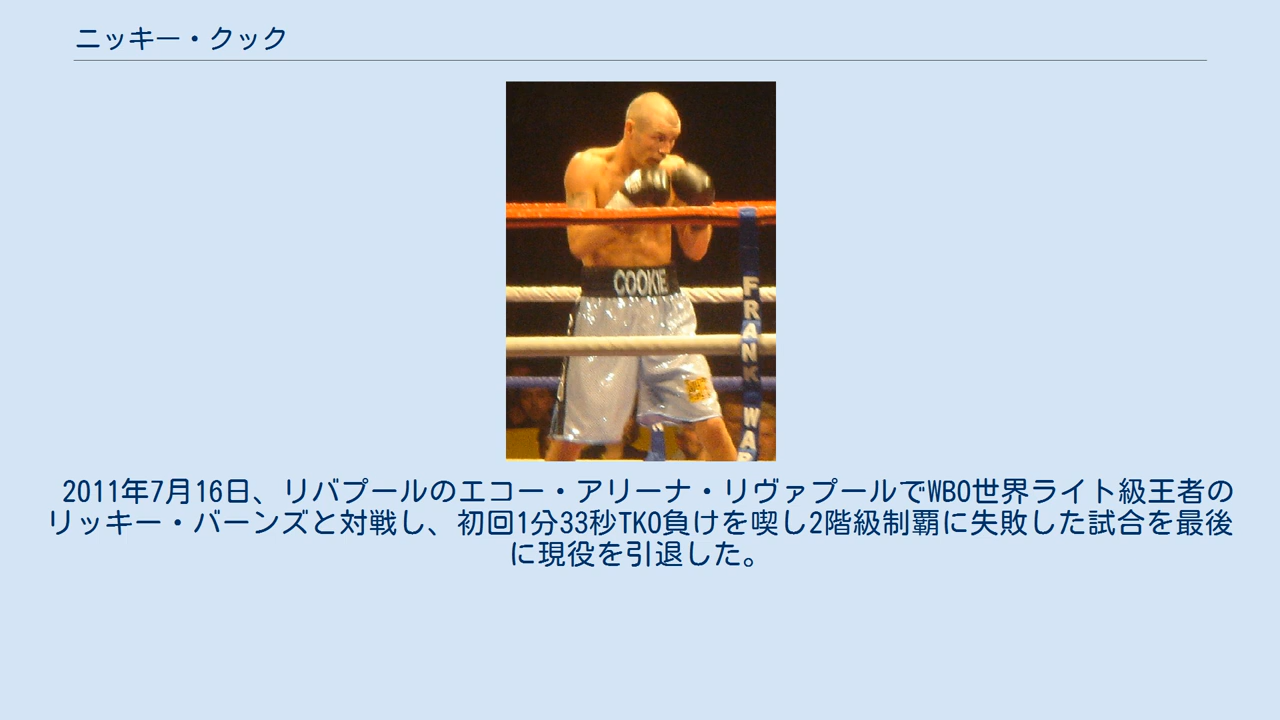 ニッキー・クック
COOKIE
FRANK WAR
2011年7月16日、リバプールのエコー・アリーナ・リヴァプールでWBO世界ライト級王者の
リッキー・バーンズと対戦し、初回1分33秒TKO負けを喫し2階級制覇に失敗した試合を最後
に現役を引退した。